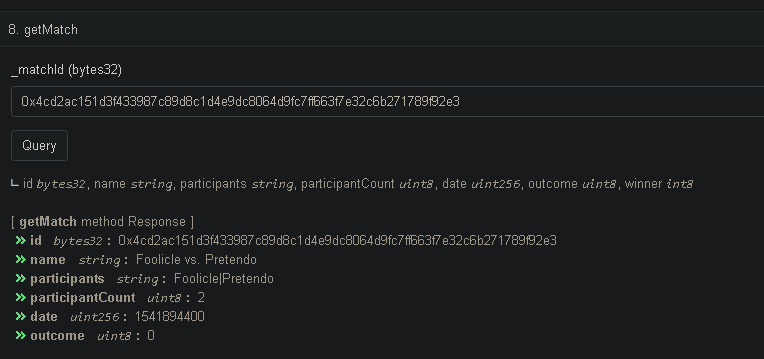 8. getMatch
_matchId (bytes32)
0x4cd2ac151d3f433987c89d8c1d4e9dc8064d9fc7ff663f7e32c6b271789f92e3
Query
id bytes32, name string, participants string, participantCount uint8, date uint256, outcome uint8, winner int8
[ getMatch method Response ]
id bytes32 : 0x4cd2ac151d3f433987c89d8c1d4e9dc8064d9fc7ff663f7e32c6b271789f92e3
name string : Foolicle vs. Pretendo
participants string : Foolicle|Pretendo
participantCount uint8 : 2
date uint256 : 1541894400
outcome uint8 : 0